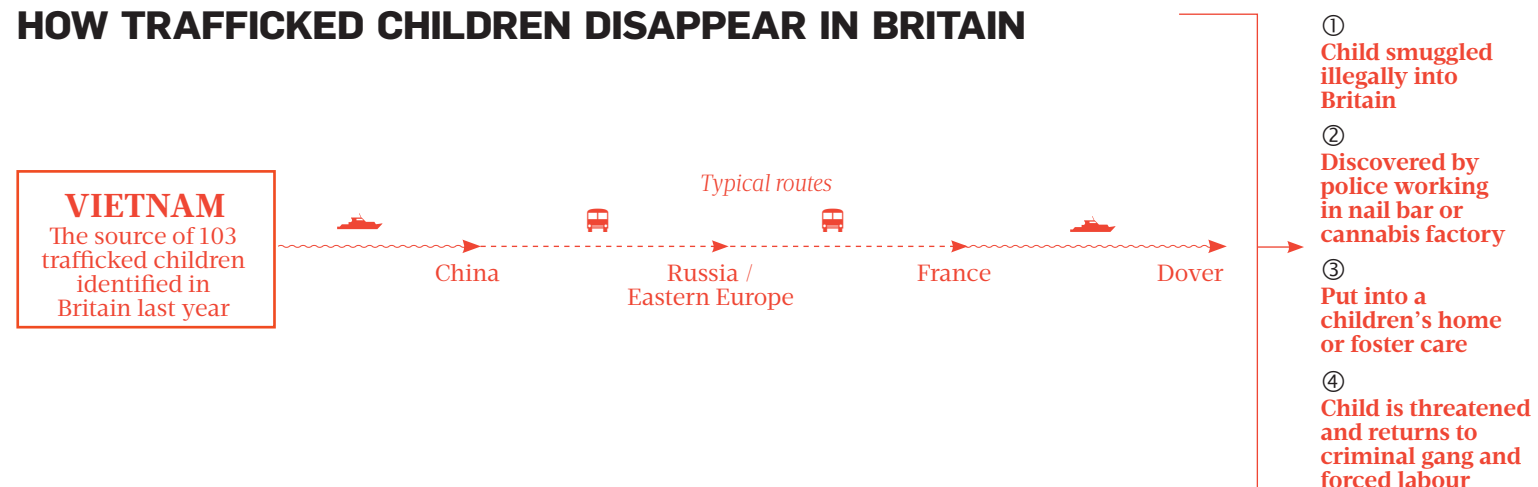 HOW TRAFFICKED CHILDREN DISAPPEAR IN BRITAIN
VIETNAM
The source of 103
trafficked children
identified in
Britain last year
Typical routes
China
Russia /
Eastern Europe
France
Dover
①
Child smuggled
illegally into
Britain
②
Discovered by
police working
in nail bar or
cannabis factory
③
Put into a
children’s home
or foster care
④
Child is threatened
and returns to
criminal gang and
forced labour